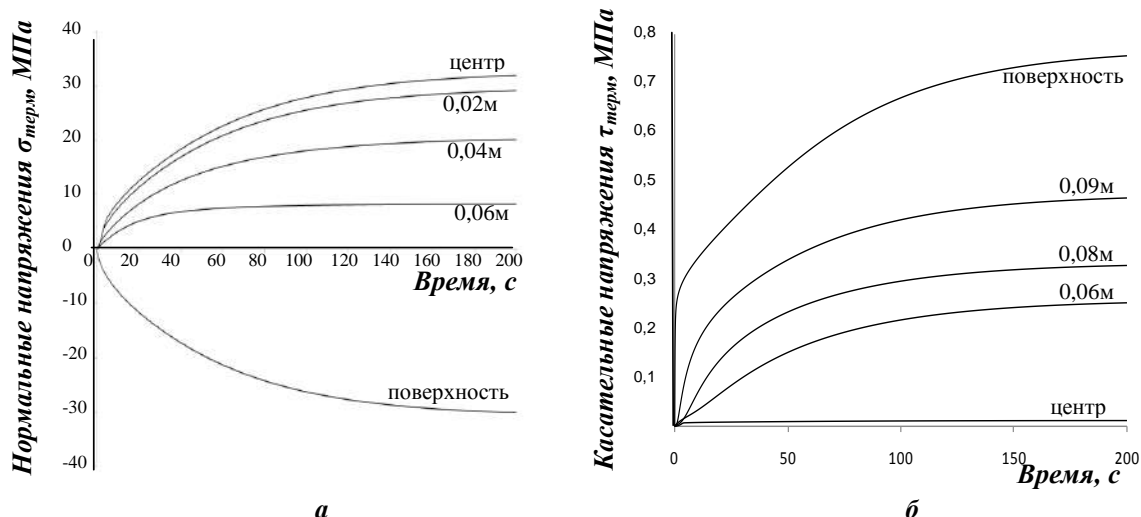 Нормальные напряжения σтерм, МПа
40
30
20
10
0
-10
-20
-30
-40
0 20 40 60 80 100 120 140 160 180 200
Время, с
центр
0,02м
0,04м
0,06м
поверхность
а
Касательные напряжения τтерм, МПа
0,8
0,7
0,6
0,5
0,4
0,3
0,2
0,1
0 50 100 150 200
Время, с
поверхность
0,09м
0,08м
0,06м
центр
б